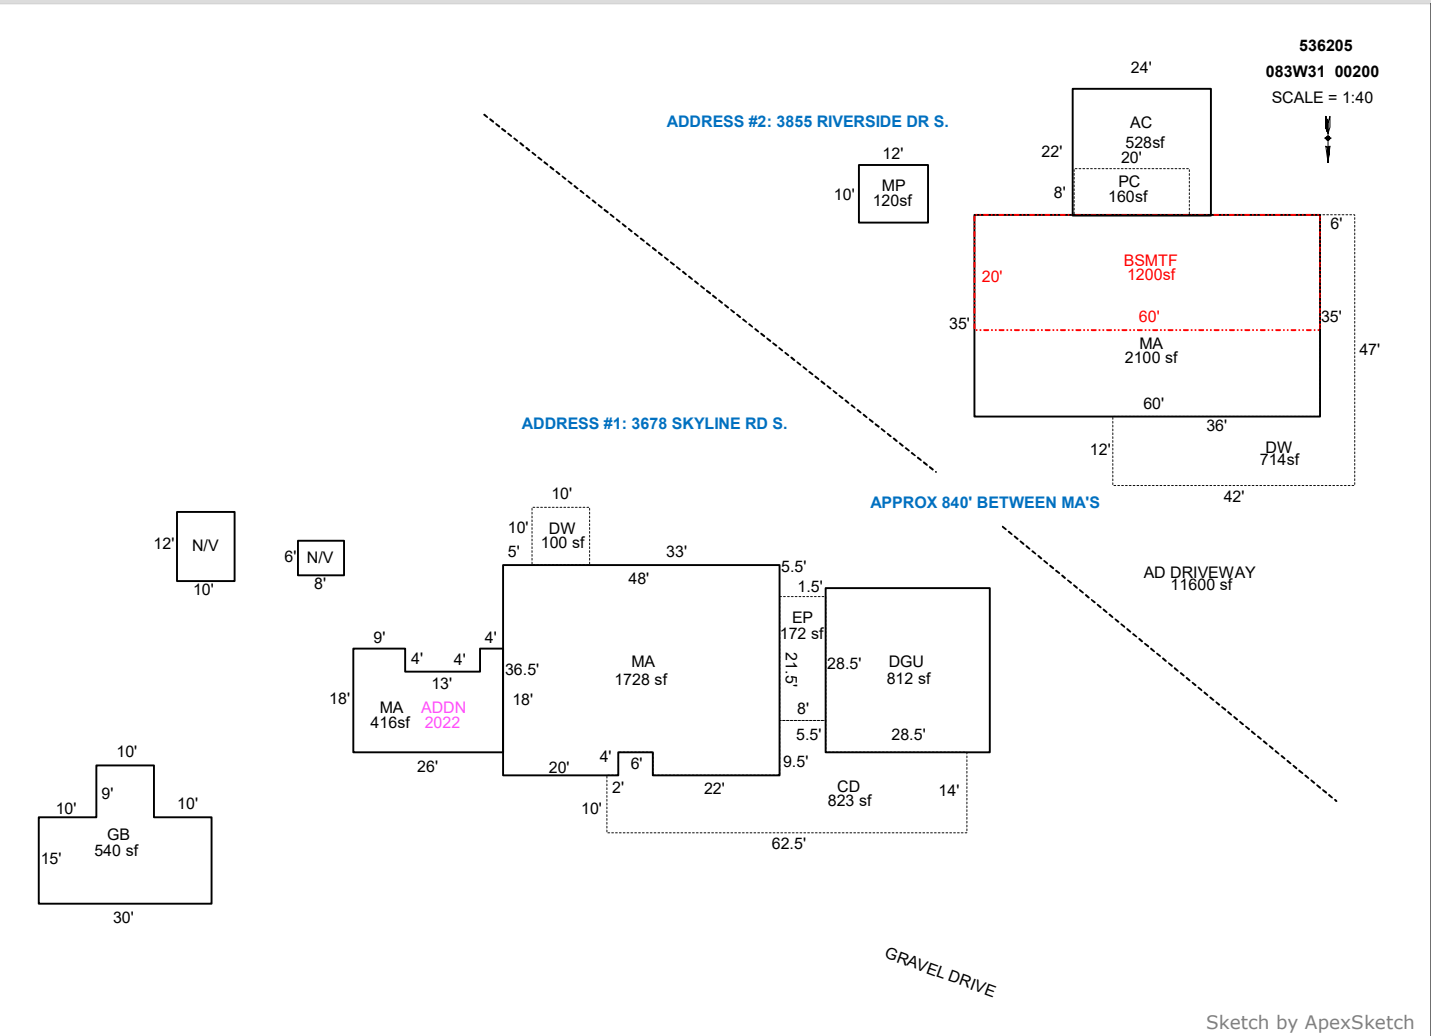 536205
083W31 00200
SCALE = 1:40
N
24'
AC
528sf
22'
20'
PC
160sf
8'
ADDRESS #2: 3855 RIVERSIDE DR S.
12'
10'
MP
120sf
6'
BSMTF
1200sf
20'
60'
35'
35'
MA
2100 sf
47'
60'
36'
12'
DW
714sf
42'
ADDRESS #1: 3678 SKYLINE RD S.
APPROX 840' BETWEEN MA'S
AD DRIVEWAY
11600 sf
12'
N/V
10'
6'
N/V
8'
10'
10'
DW
100 sf
5'
33'
48'
5.5'
1.5'
EP
172 sf
21.5'
8'
5.5'
9.5'
28.5'
DGU
812 sf
28.5'
MA
1728 sf
36.5'
18'
9'
4'
4'
4'
13'
18'
MA
416sf
ADDN
2022
26'
20'
4'
6'
2'
22'
10'
CD
823 sf
14'
62.5'
10'
9'
10'
10'
GB
540 sf
15'
30'
GRAVEL DRIVE
Sketch by ApexSketch